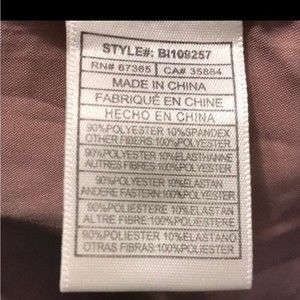 STYLE#: BI109257
RN# 67365 CA# 35884
MADE IN CHINA
FABRIQUÉ EN CHINE
HECHO EN CHINA
90%POLYESTER 10%SPANDEX
OTHER FIBERS:100%POLYESTER
90%POLYESTER 10%ELASTHANNE
AUTRES FIBRES:100%POLYESTER
90%POLYESTER 10%ELASTAN
ANDERE FASTERN:100%POLYESTER
90%POLIESTERE 10%ELASTAN
ALTRE FIBRE:100%POLIESTERE
90%POLIESTER 10%ELASTANO
OTRAS FIBRAS:100%POLIESTER